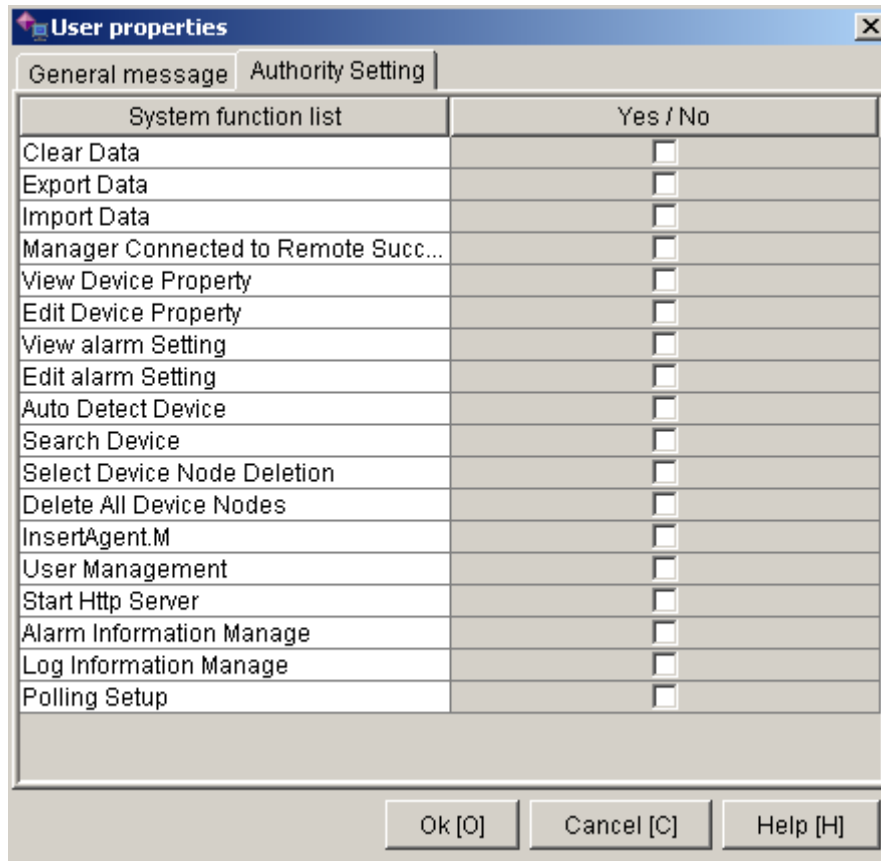 User properties
General message Authority Setting
System function list Yes / No
Clear Data
Export Data
Import Data
Manager Connected to Remote Succ...
View Device Property
Edit Device Property
View alarm Setting
Edit alarm Setting
Auto Detect Device
Search Device
Select Device Node Deletion
Delete All Device Nodes
InsertAgent.M
User Management
Start Http Server
Alarm Information Manage
Log Information Manage
Polling Setup
Ok [O] Cancel [C] Help [H]